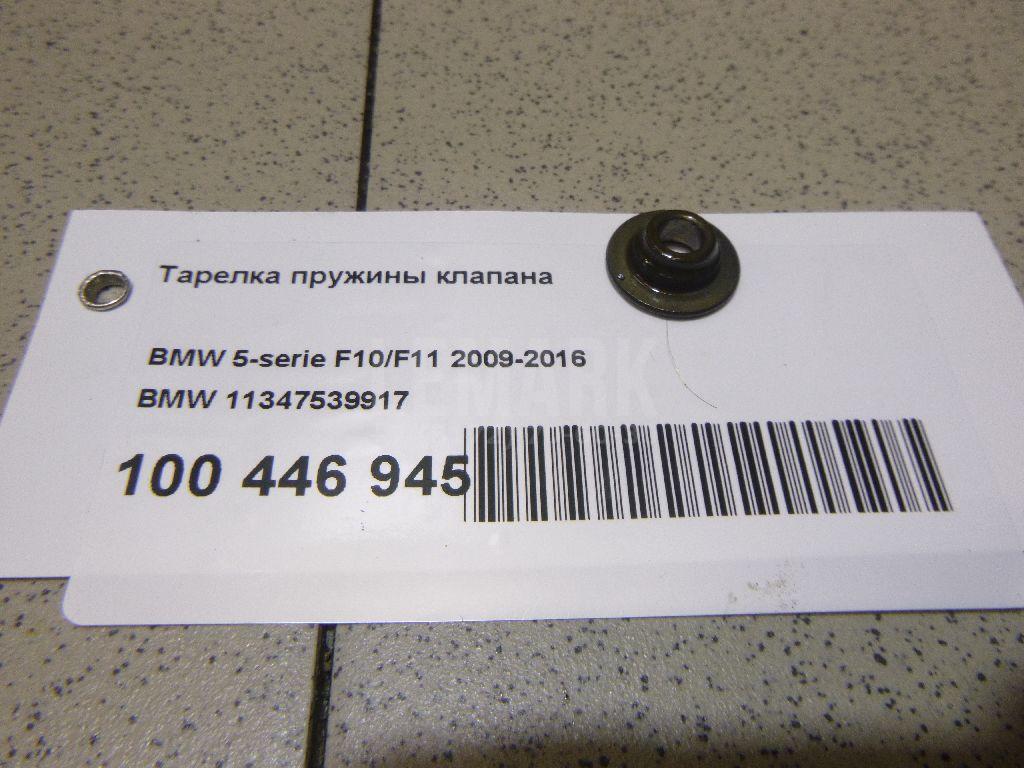 Тарелка пружины клапана
BMW 5-serie F10/F11 2009-2016
BMW 11347539917
100 446 945